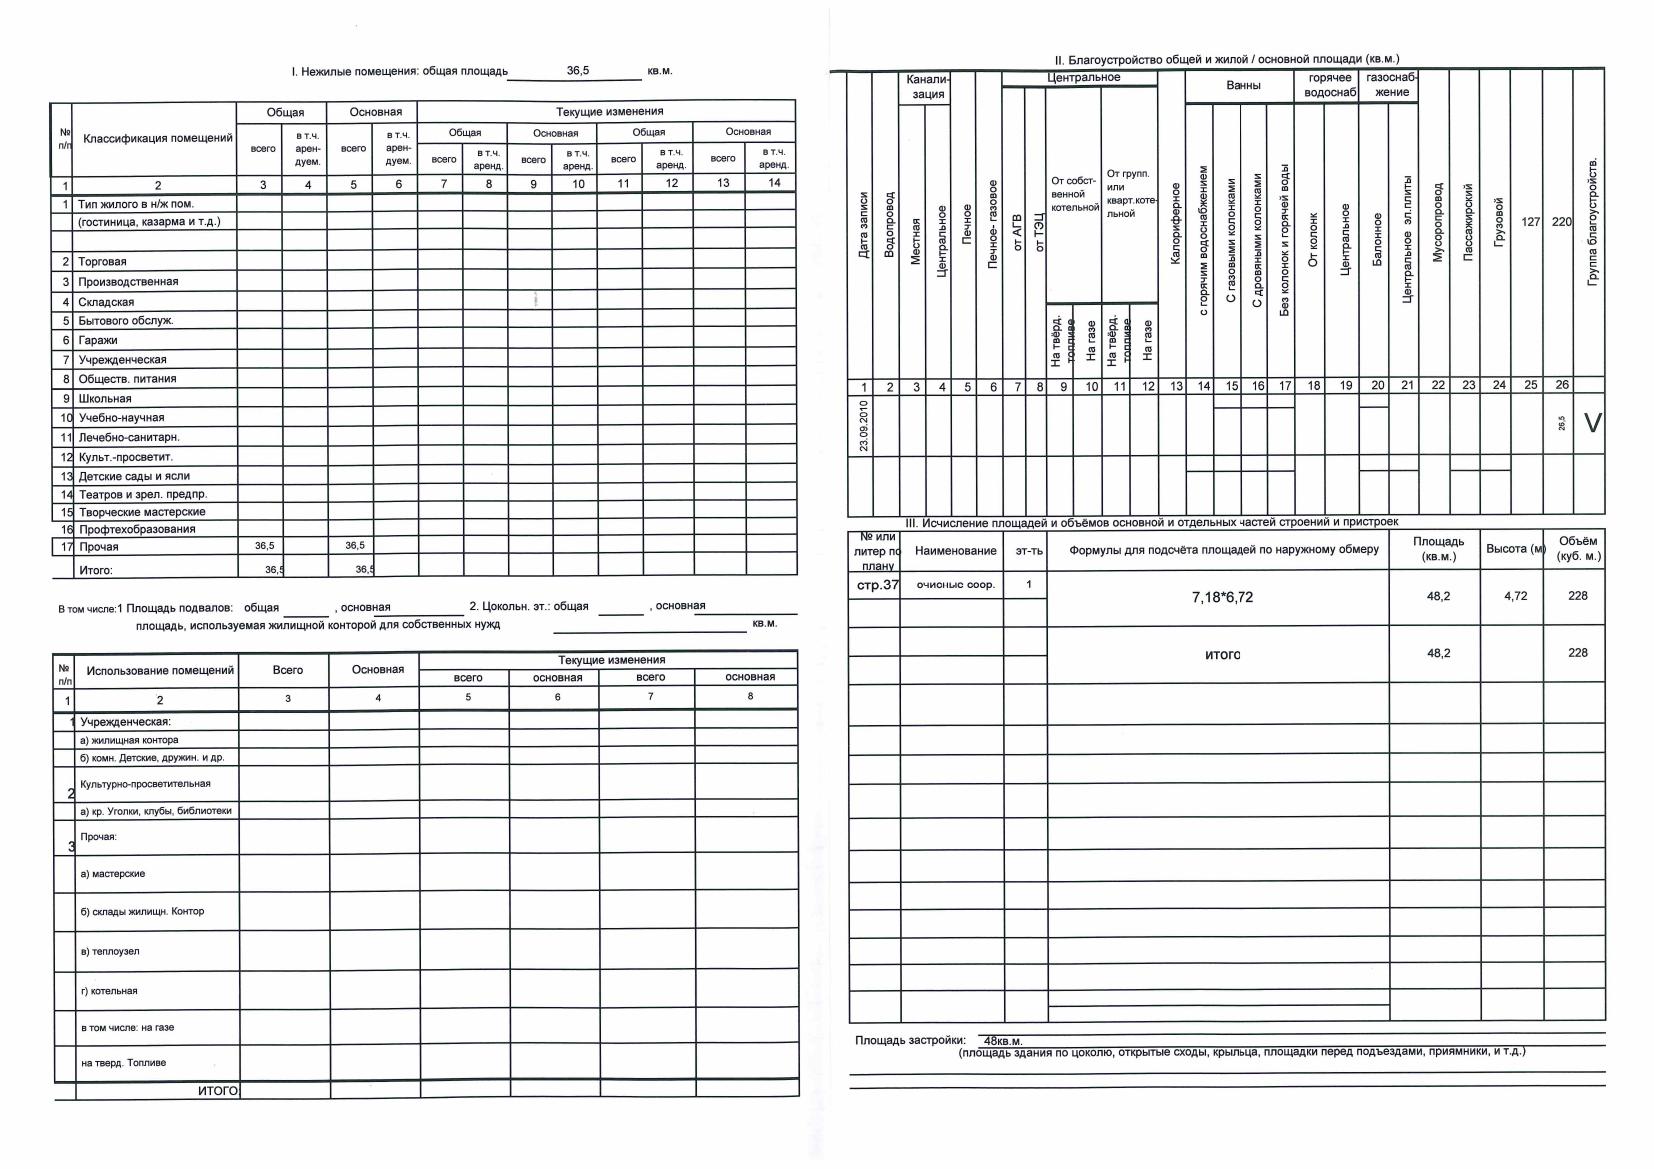 I. Нежилые помещения: общая площадь 36,5 кв.м.
№ п/п Классификация помещений Общая Основная Текущие изменения
Общая Основная Общая Основная
всего в т.ч. арен- дуем. всего в т.ч. арен- дуем. всего в т.ч. аренд. всего в т.ч. аренд. всего в т.ч. аренд. всего в т.ч. аренд.
1 2 3 4 5 6 7 8 9 10 11 12 13 14
1 Тип жилого в н/ж пом.
(гостиница, казарма и т.д.)
2 Торговая
3 Производственная
4 Складская
5 Бытового обслуж.
6 Гаражи
7 Учрежденческая
8 Обществ. питания
9 Школьная
10 Учебно-научная
11 Лечебно-санитарн.
12 Культ.-просветит.
13 Детские сады и ясли
14 Театров и зрел. предпр.
15 Творческие мастерские
16 Профтехобразования
17 Прочая 36,5 36,5
Итого: 36,5 36,5
В том числе:1 Площадь подвалов: общая , основная 2. Цокольн. эт.: общая , основная
площадь, используемая жилищной конторой для собственных нужд кв.м.
№ п/п Использование помещений Всего Основная Текущие изменения
всего основная всего основная
1 2 3 4 5 6 7 8
1 Учрежденческая:
а) жилищная контора
б) комн. Детские, дружин. и др.
2 Культурно-просветительная
а) кр. Уголки, клубы, библиотеки
3 Прочая:
а) мастерские
б) склады жилищн. Контор
в) теплоузел
г) котельная
в том числе: на газе
на тверд. Топливе
ИТОГО
II. Благоустройство общей и жилой / основной площади (кв.м.)
Канали- зация Центральное Ванны горячее водоснаб газоснаб- жение
Дата записи
Водопровод
Местная
Центральное
Печное
Печное- газовое
от АГВ
от ТЭЦ
От собст- венной котельной
На твёрд. топливе
На газе
От групп. или кварт.коте- льной
На твёрд. топливе
На газе
Калориферное
с горячим водоснабжением
С газовыми колонками
С дровяными колонками
Без колонок и горячей воды
От колонк
Центральное
Балонное
Центральное эл.плиты
Мусоропровод
Пассажирский
Грузовой
127
220
Группа благоустройств.
1 2 3 4 5 6 7 8 9 10 11 12 13 14 15 16 17 18 19 20 21 22 23 24 25 26
23.09.2010 26,5 V
III. Исчисление площадей и объёмов основной и отдельных частей строений и пристроек
№ или литер по плану Наименование эт-ть Формулы для подсчёта площадей по наружному обмеру Площадь (кв.м.) Высота (м) Объём (куб. м.)
стр.37 очисные соор. 1 7,18*6,72 48,2 4,72 228
итого 48,2 228
Площадь застройки: 48кв.м.
(площадь здания по цоколю, открытые сходы, крыльца, площадки перед подъездами, приямники, и т.д.)